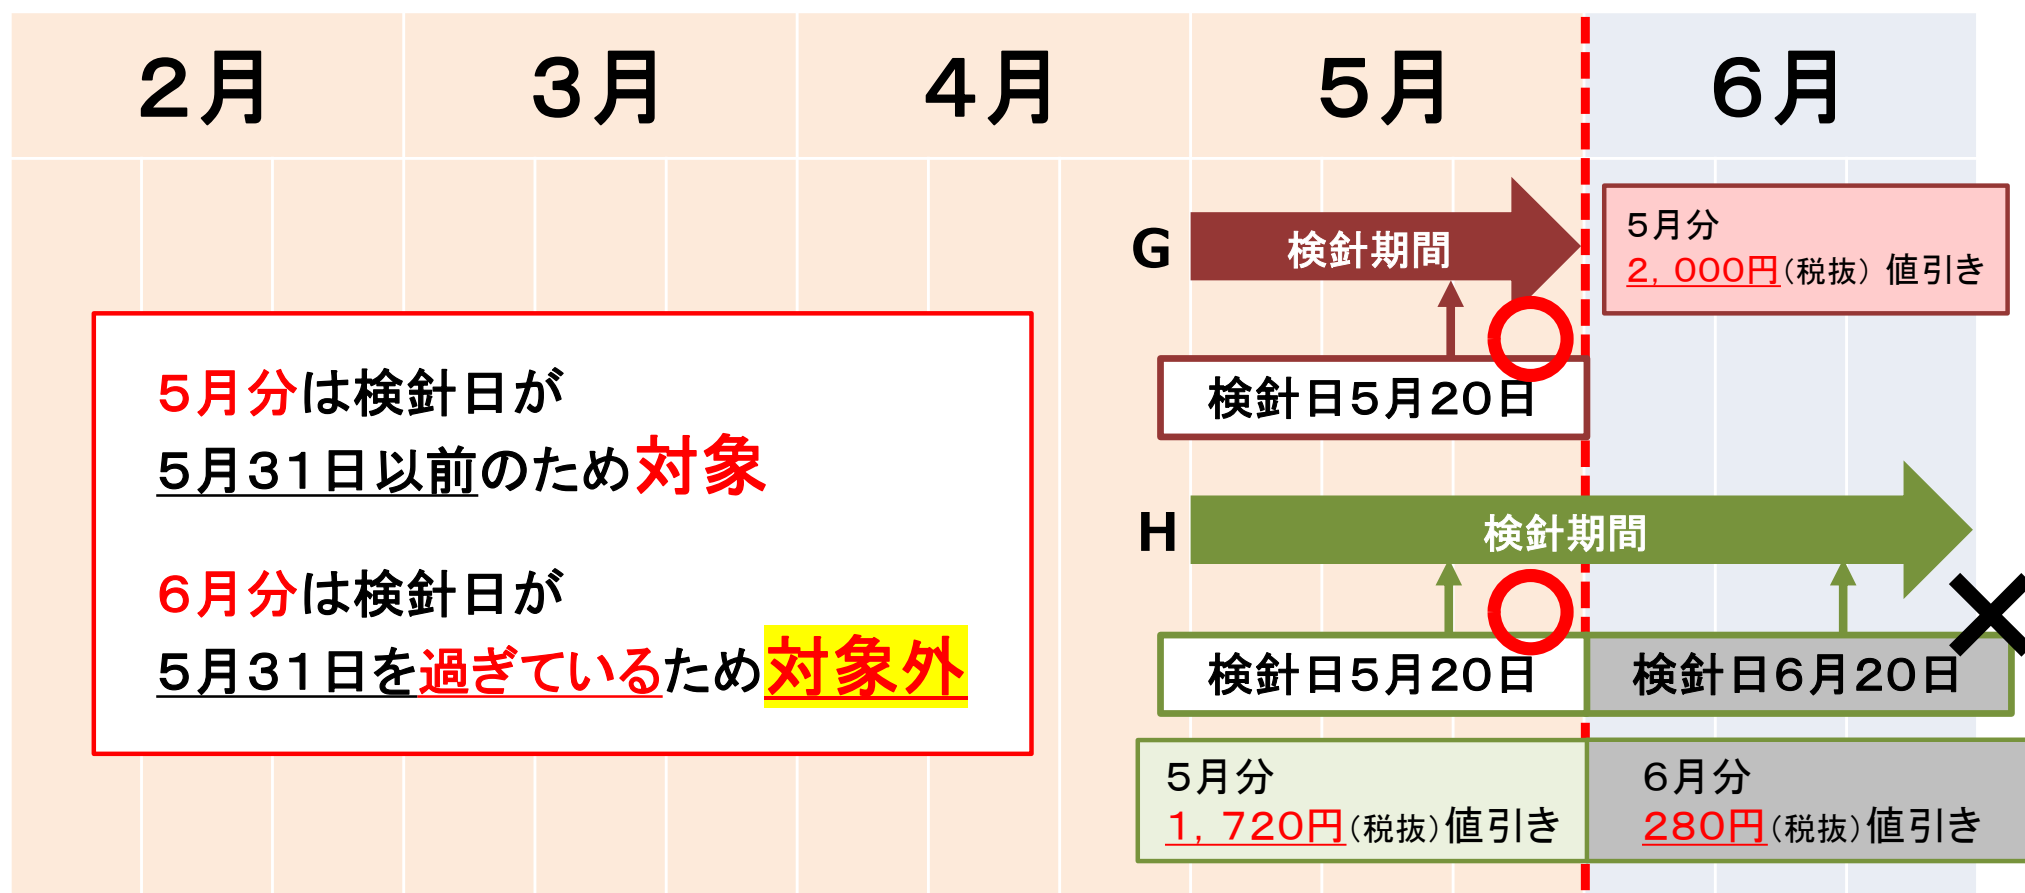 ２月
３月
４月
５月
６月
G
検針期間
５月分
２，０００円（税抜） 値引き
検針日５月２０日
５月分は検針日が
５月３１日以前のため対象
６月分は検針日が
５月３１日を過ぎているため対象外
H
検針期間
検針日５月２０日
検針日６月２０日
５月分
１，７２０円（税抜）値引き
６月分
２８０円（税抜）値引き